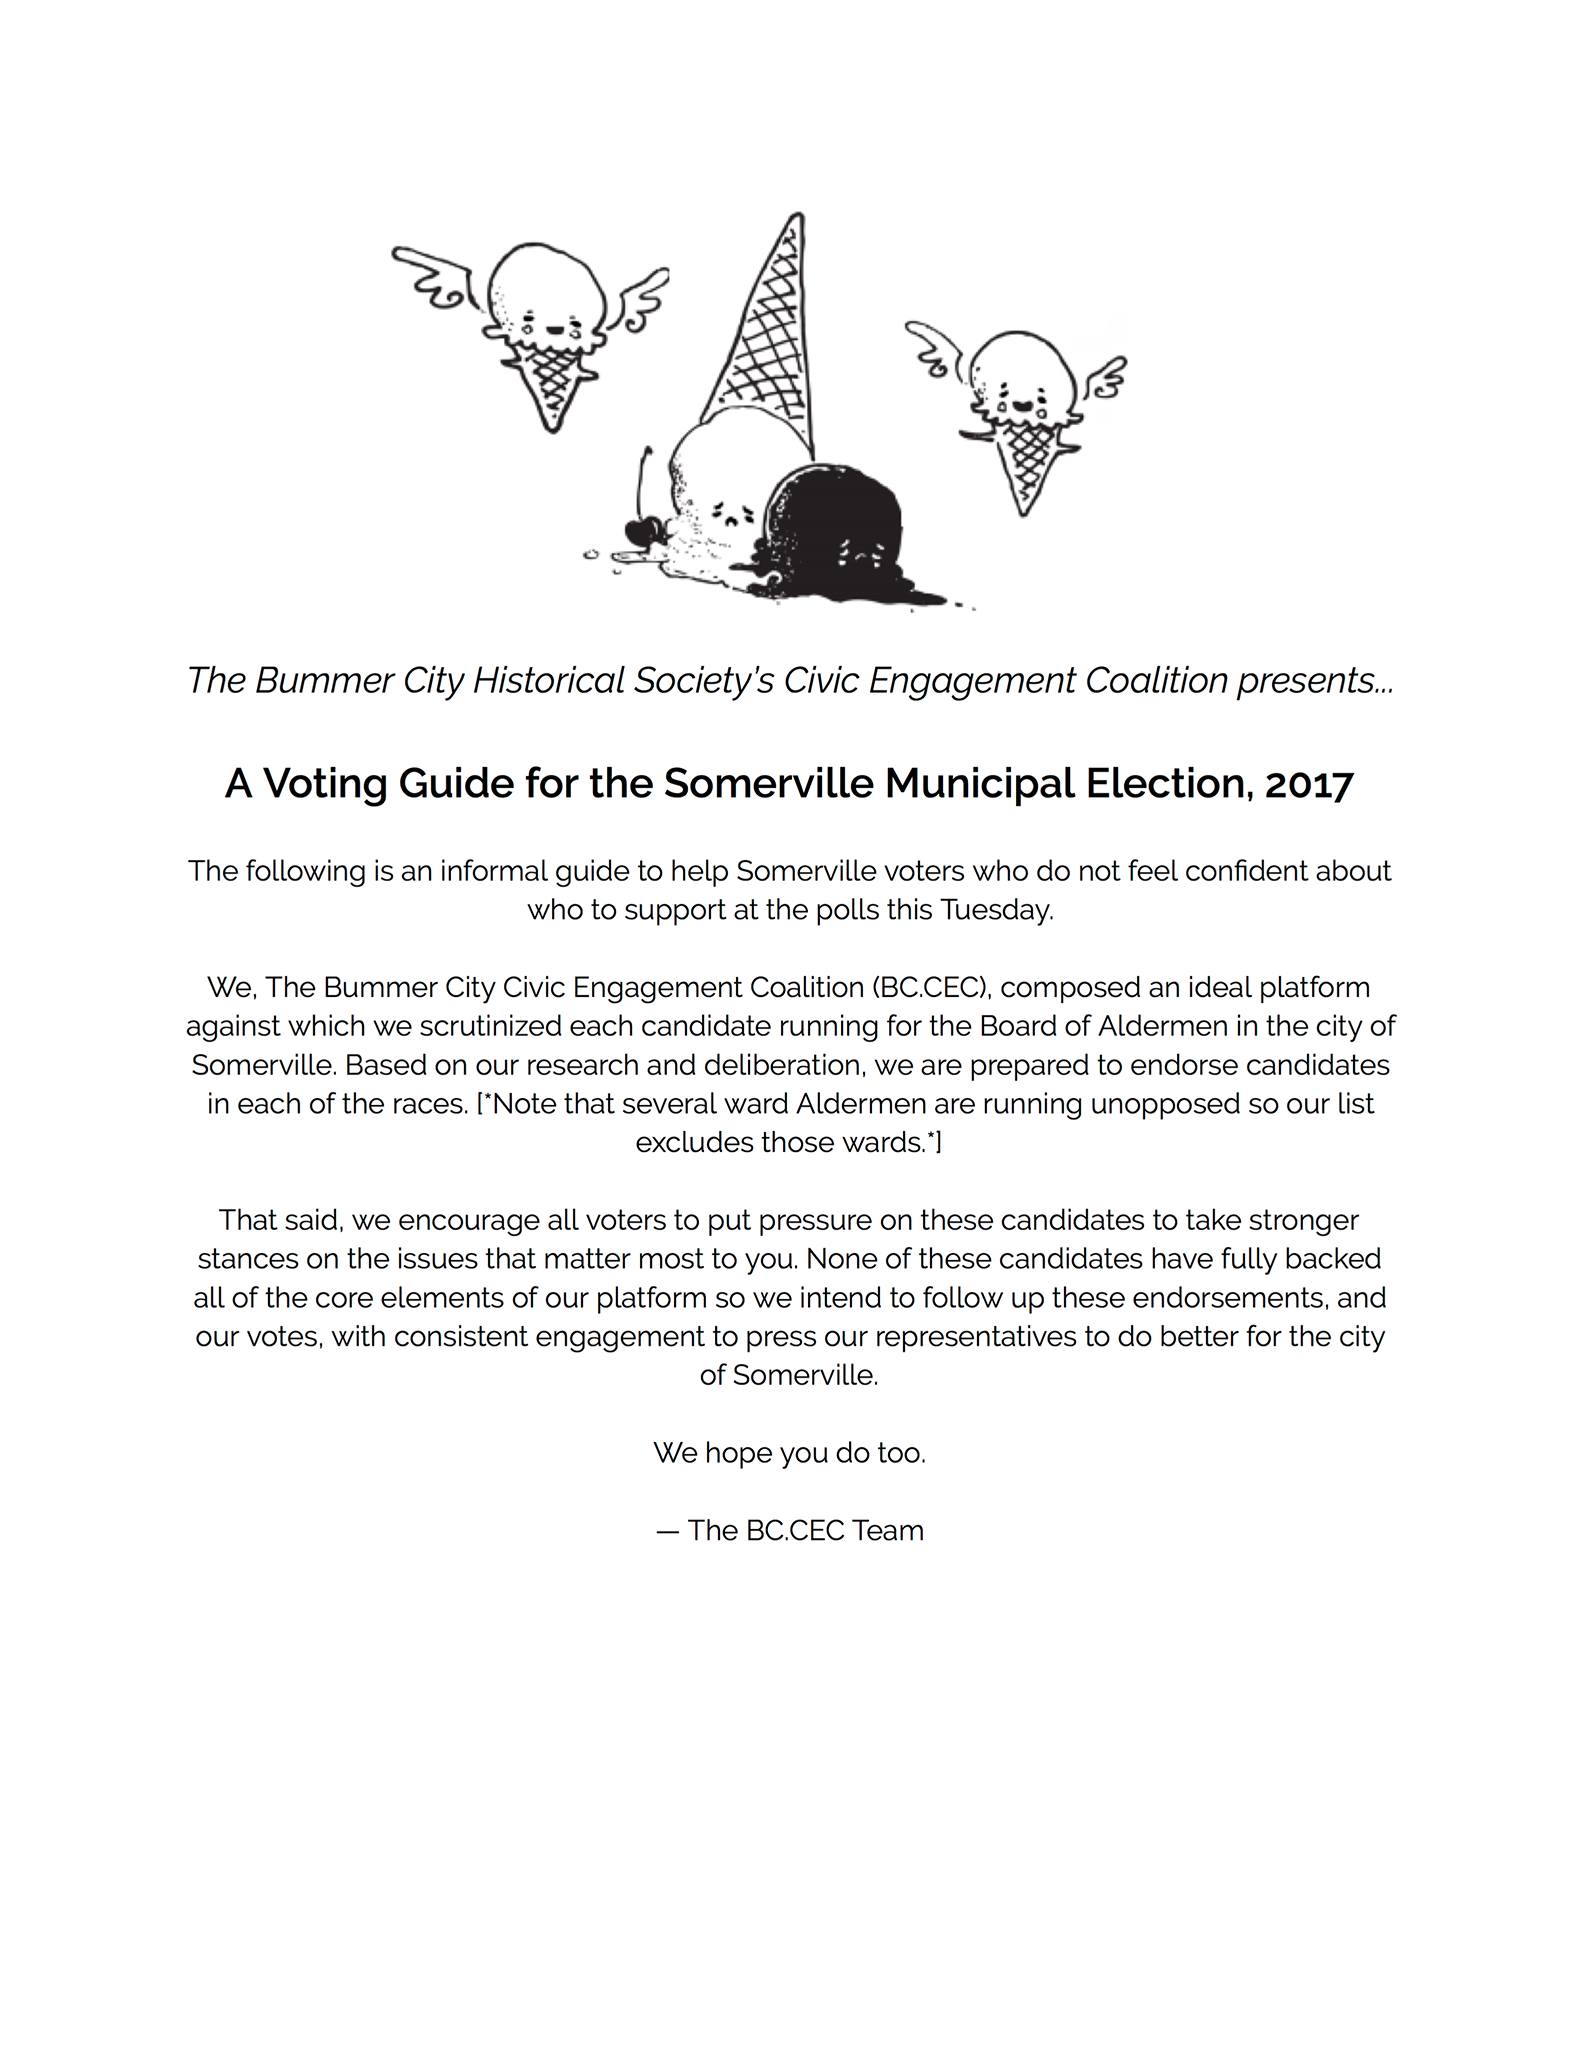 The Bummer City Historical Society's Civic Engagement Coalition presents...
A Voting Guide for the Somerville Municipal Election, 2017
The following is an informal guide to help Somerville voters who do not feel confident about
who to support at the polls this Tuesday.
We, The Bummer City Civic Engagement Coalition (BC.CEC), composed an ideal platform
against which we scrutinized each candidate running for the Board of Aldermen in the city of
Somerville. Based on our research and deliberation, we are prepared to endorse candidates
in each of the races. [*Note that several ward Aldermen are running unopposed so our list
excludes those wards.*]
That said, we encourage all voters to put pressure on these candidates to take stronger
stances on the issues that matter most to you. None of these candidates have fully backed
all of the core elements of our platform so we intend to follow up these endorsements, and
our votes, with consistent engagement to press our representatives to do better for the city
of Somerville.
We hope you do too.
— The BC.CEC Team